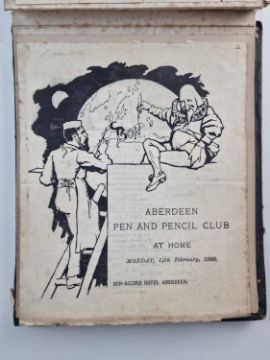 ABERDEEN
PEN AND PENCIL CLUB
AT HOME
MONDAY, 13th February, 1888.
BON-ACCORD HOTEL ABERDEEN.